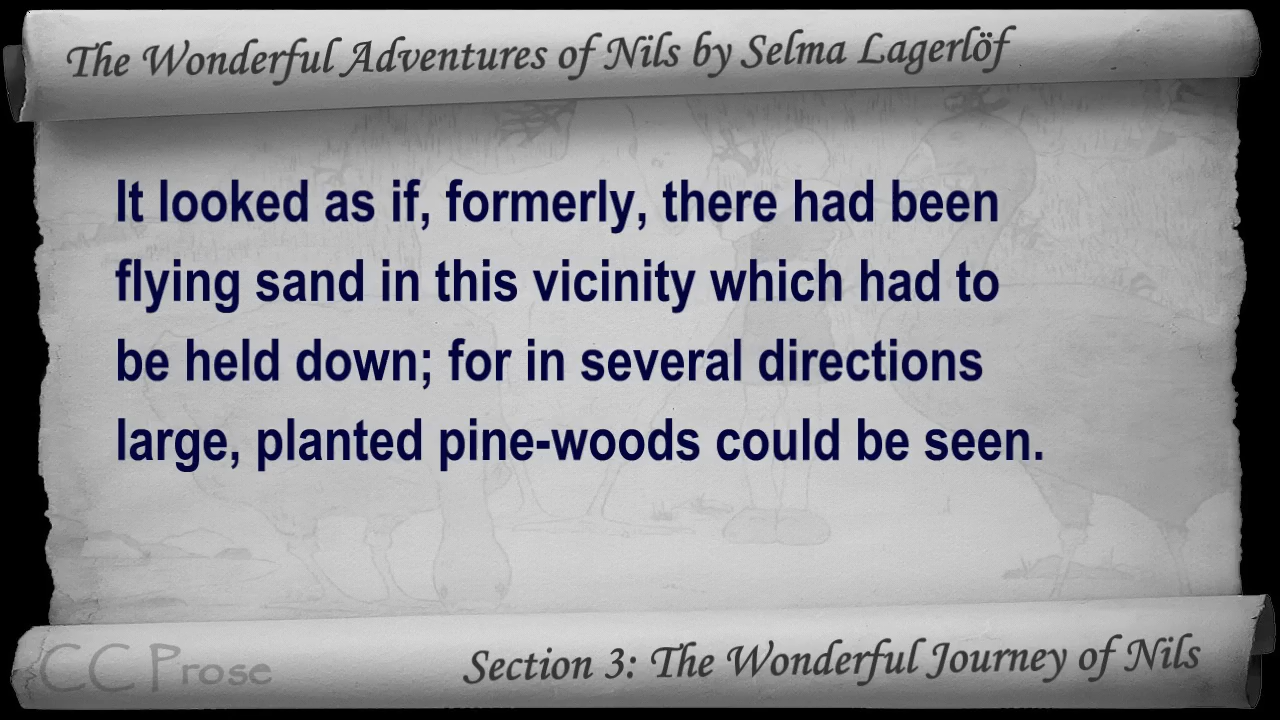 The Wonderful Adventures of Nils by Selma Lagerlöf
It looked as if, formerly, there had been
flying sand in this vicinity which had to
be held down; for in several directions
large, planted pine-woods could be seen.
CC Prose
Section 3: The Wonderful Journey of Nils